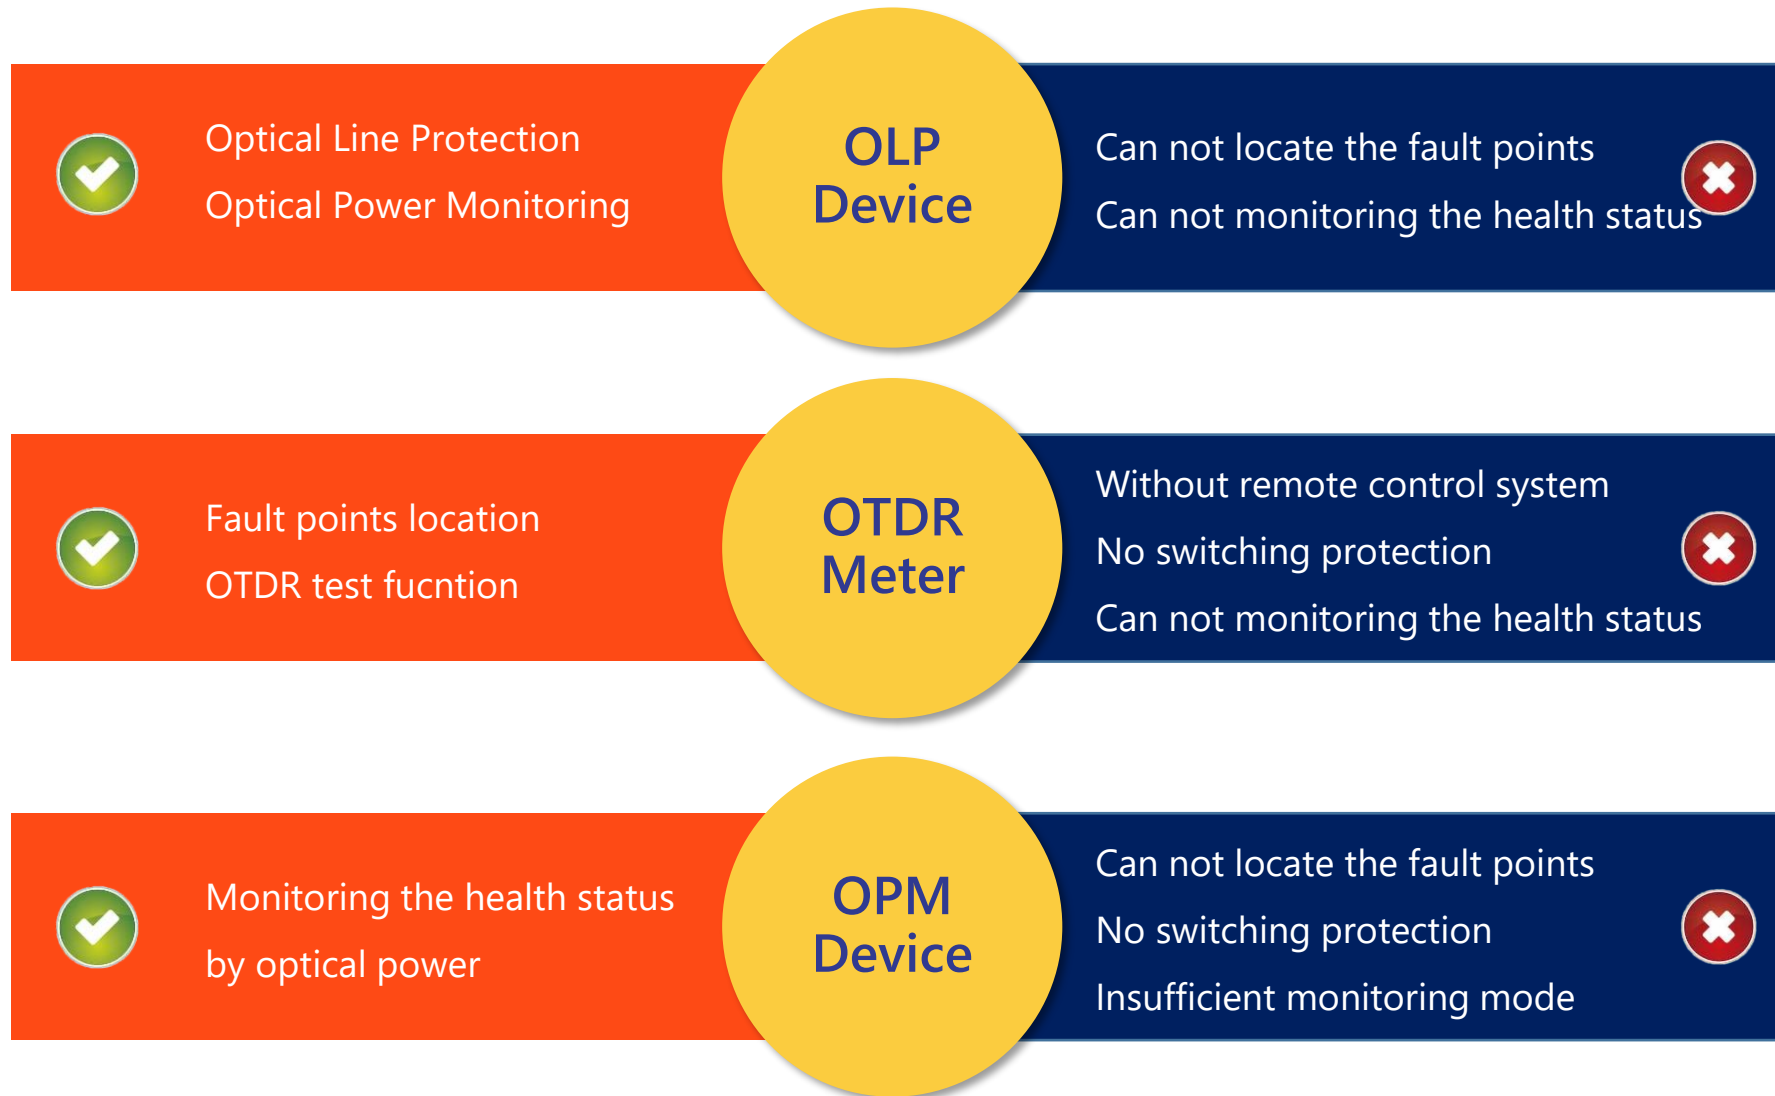 Optical Line Protection
Optical Power Monitoring
OLP
Device
Can not locate the fault points
Can not monitoring the health status
Fault points location
OTDR test fucntion
OTDR
Meter
Without remote control system
No switching protection
Can not monitoring the health status
Monitoring the health status
by optical power
OPM
Device
Can not locate the fault points
No switching protection
Insufficient monitoring mode